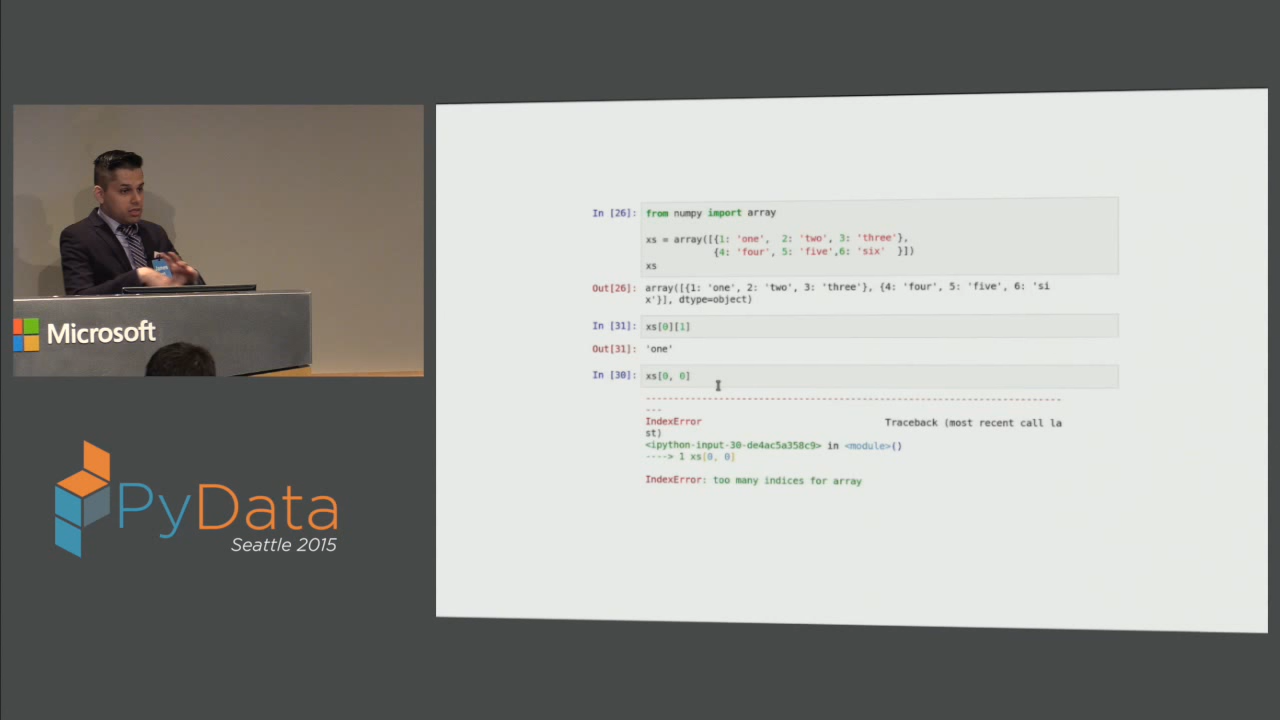 Microsoft
PyData
Seattle 2015
In [26]: from numpy import array
xs = array([{1: 'one', 2: 'two', 3: 'three'},
{4: 'four', 5: 'five',6: 'six' }])
xs
Out[26]: array([{1: 'one', 2: 'two', 3: 'three'}, {4: 'four', 5: 'five', 6: 'si
x'}], dtype=object)
In [31]: xs[0][1]
Out[31]: 'one'
In [30]: xs[0, 0]
---------------------------------------------------------------------------
IndexError Traceback (most recent call la
st)
<ipython-input-30-de4ac5a358c9> in <module>()
----> 1 xs[0, 0]
IndexError: too many indices for array